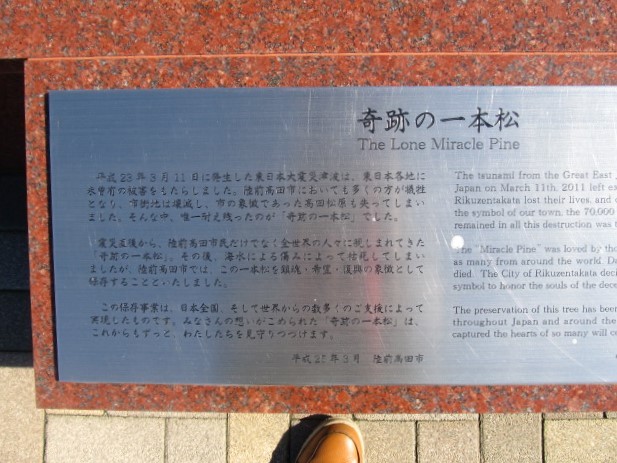 奇跡の一本松
The Lone Miracle Pine
平成23年3月11日に発生した東日本大震災津波は、東日本各地に
未曾有の被害をもたらしました。陸前高田市においても多くの方が犠牲
となり、市街地は壊滅し、市の象徴であった高田松原も失ってしまい
ました。そんな中、唯一耐え残ったのが「奇跡の一本松」でした。
震災直後から、陸前高田市民だけでなく全世界の人々に親しまれてきた
「奇跡の一本松」。その後、海水による傷みによって枯死してしまい
ましたが、陸前高田市では、この一本松を鎮魂・希望・復興の象徴として
保存することといたしました。
この保存事業は、日本全国、そして世界からの数多くのご支援によって
実現したものです。みなさんの想いがこめられた「奇跡の一本松」は、
これからもずっと、わたしたちを見守りつづけます。
平成25年3月 陸前高田市
The tsunami from the Great East
Japan on March 11th, 2011 left ex
Rikuzentakata lost their lives, and
the symbol of our town, the 70,000
remained in all this destruction was
The "Miracle Pine" was loved by tho
as many from around the world. De
died. The City of Rikuzentakata deci
symbol to honor the souls of the dece
The preservation of this tree has been
throughout Japan and around the
captured the hearts of so many will co